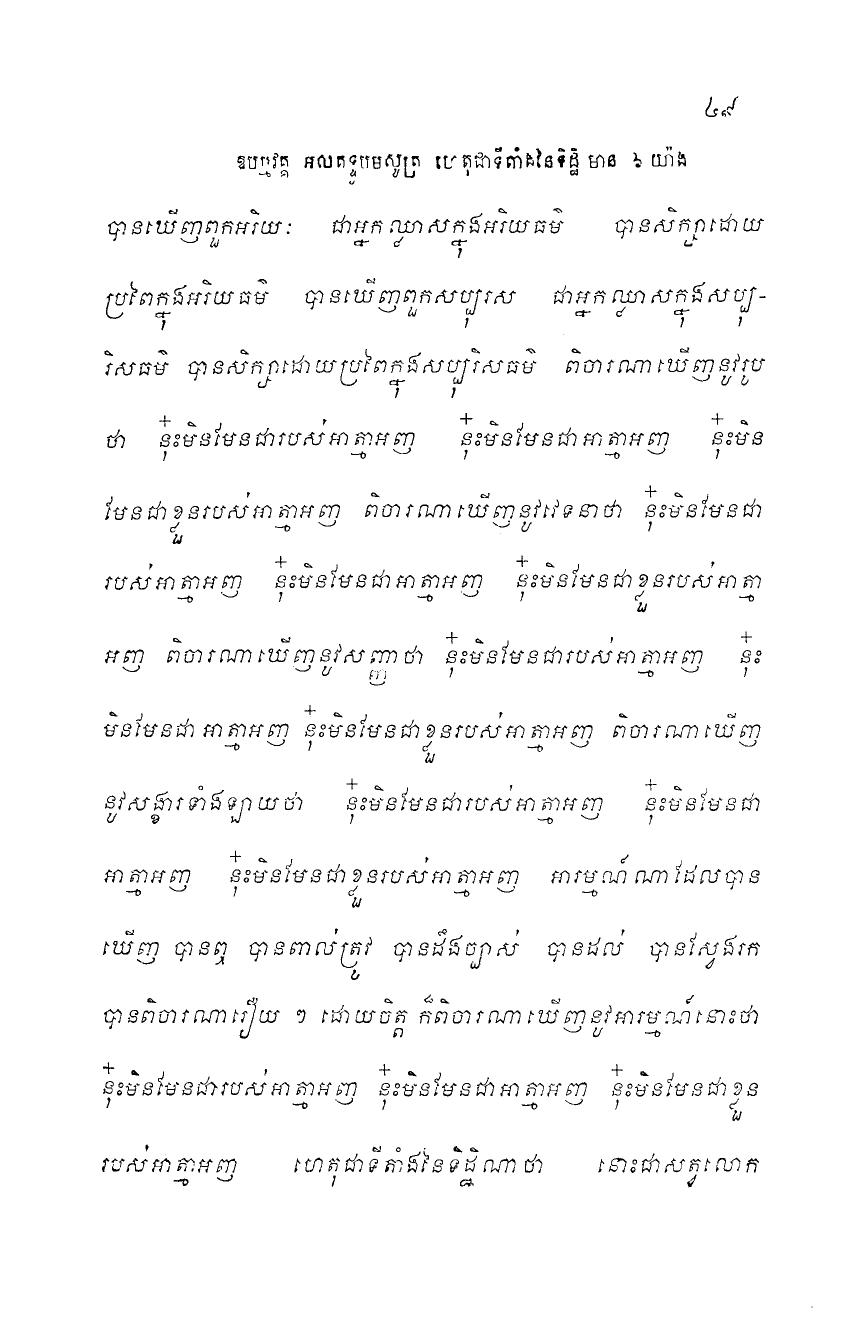 ៤៩
ឱបម្មវគ្គ អលគទ្ទូបមសូត្រ ហេតុជាទីតាំងនៃទិដ្ឋិ មាន ៦ យ៉ាង
បានឃើញពួកអរិយៈ ជាអ្នកឈ្លាសក្នុងអរិយធម៌ បានសិក្សាដោយ
ប្រពៃក្នុងអរិយធម៌ បានឃើញពួកសប្បុរស ជាអ្នកឈ្លាសក្នុងសប្បុ-
រិសធម៌ បានសិក្សាដោយប្រពៃក្នុងសប្បុរិសធម៌ ពិចារណាឃើញនូវរូប
ថា នុ៎ះមិនមែនជារបស់អាត្មាអញ នុ៎ះមិនមែនជាអាត្មាអញ នុ៎ះមិន
មែនជាខ្លួនរបស់អាត្មាអញ ពិចារណាឃើញនូវវេទនាថា នុ៎ះមិនមែនជា
របស់អាត្មាអញ នុ៎ះមិនមែនជាអាត្មាអញ នុ៎ះមិនមែនជាខ្លួនរបស់អាត្មា
អញ ពិចារណាឃើញនូវសញ្ញាថា នុ៎ះមិនមែនជារបស់អាត្មាអញ នុ៎ះ
មិនមែនជាអាត្មាអញ នុ៎ះមិនមែនជាខ្លួនរបស់អាត្មាអញ ពិចារណាឃើញ
នូវសង្ខារទាំងឡាយថា នុ៎ះមិនមែនជារបស់អាត្មាអញ នុ៎ះមិនមែនជា
អាត្មាអញ នុ៎ះមិនមែនជាខ្លួនរបស់អាត្មាអញ អារម្មណ៍ណាដែលបាន
ឃើញ បានឮ បានពាល់ត្រូវ បានដឹងច្បាស់ បានដល់ បានស្វែងរក
បានពិចារណារឿយ ៗ ដោយចិត្ត ក៏ពិចារណាឃើញនូវអារម្មណ៍នោះថា
នុ៎ះមិនមែនជារបស់អាត្មាអញ នុ៎ះមិនមែនជាអាត្មាអញ នុ៎ះមិនមែនជាខ្លួន
របស់អាត្មាអញ ហេតុជាទីតាំងនៃទិដ្ឋិណាថា នោះជាសត្វលោក